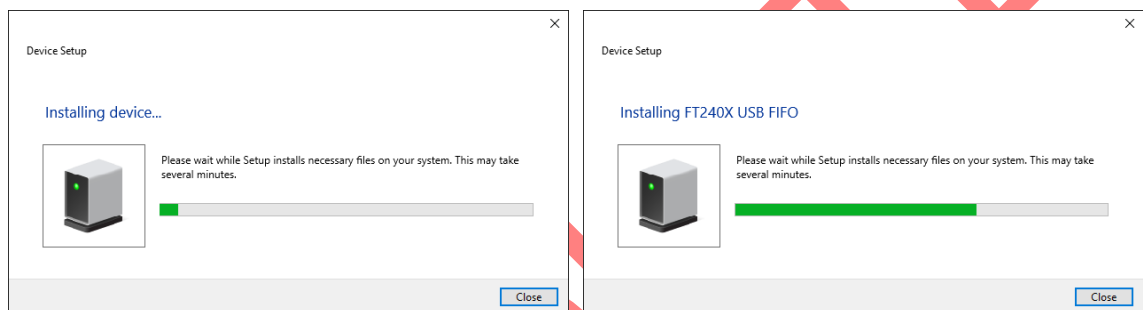 Device Setup
Installing device...
Please wait while Setup installs necessary files on your system. This may take
several minutes.
Close
Device Setup
Installing FT240X USB FIFO
Please wait while Setup installs necessary files on your system. This may take
several minutes.
Close